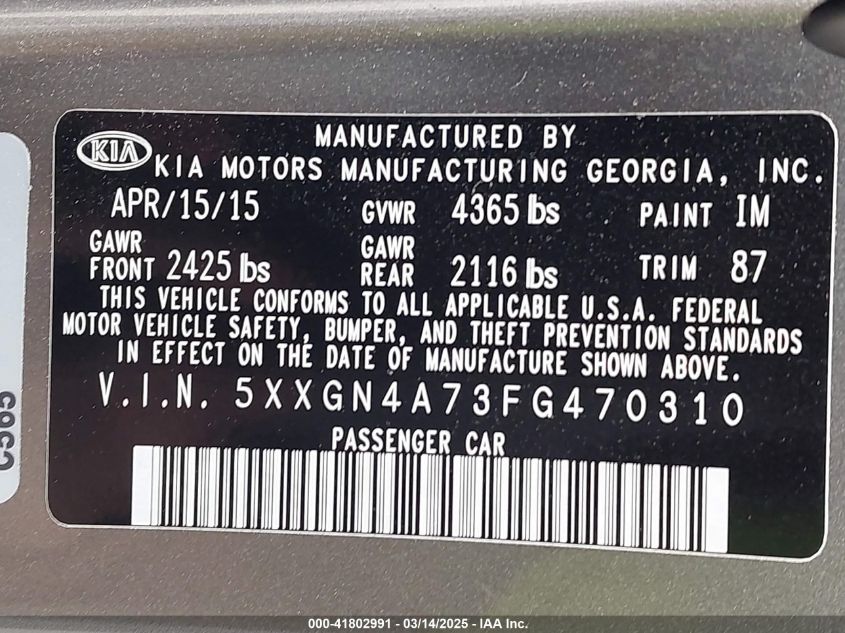 MANUFACTURED BY
KIA
KIA MOTORS MANUFACTURING GEORGIA, INC.
APR/15/15 GVWR 4365 lbs PAINT IM
GAWR FRONT 2425 lbs GAWR REAR 2116 lbs TRIM 87
THIS VEHICLE CONFORMS TO ALL APPLICABLE U.S.A. FEDERAL
MOTOR VEHICLE SAFETY, BUMPER, AND THEFT PREVENTION STANDARDS
IN EFFECT ON THE DATE OF MANUFACTURE SHOWN ABOVE.
V.I.N. 5XXGN4A73FG470310
PASSENGER CAR
000-41802991 - 03/14/2025 - IAA Inc.